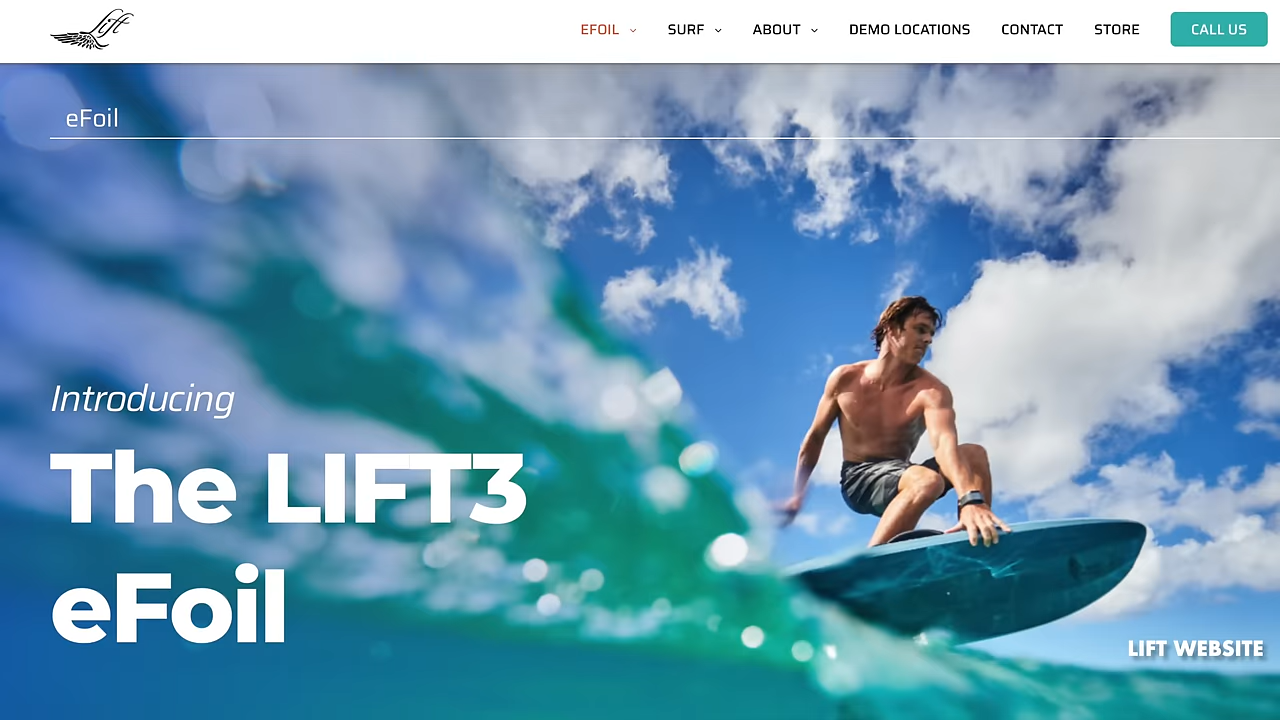 lift
EFOIL SURF ABOUT DEMO LOCATIONS CONTACT STORE CALL US
eFoil
Introducing
The LIFT3
eFoil
LIFT WEBSITE